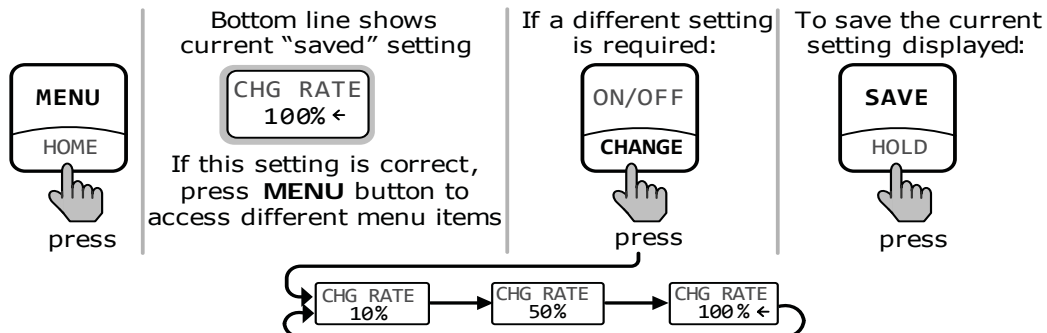 MENU
HOME
press
Bottom line shows
current “saved” setting
CHG RATE
100% ←
If this setting is correct,
press MENU button to
access different menu items
If a different setting
is required:
ON/OFF
CHANGE
press
To save the current
setting displayed:
SAVE
HOLD
press
CHG RATE
10%
CHG RATE
50%
CHG RATE
100% ←